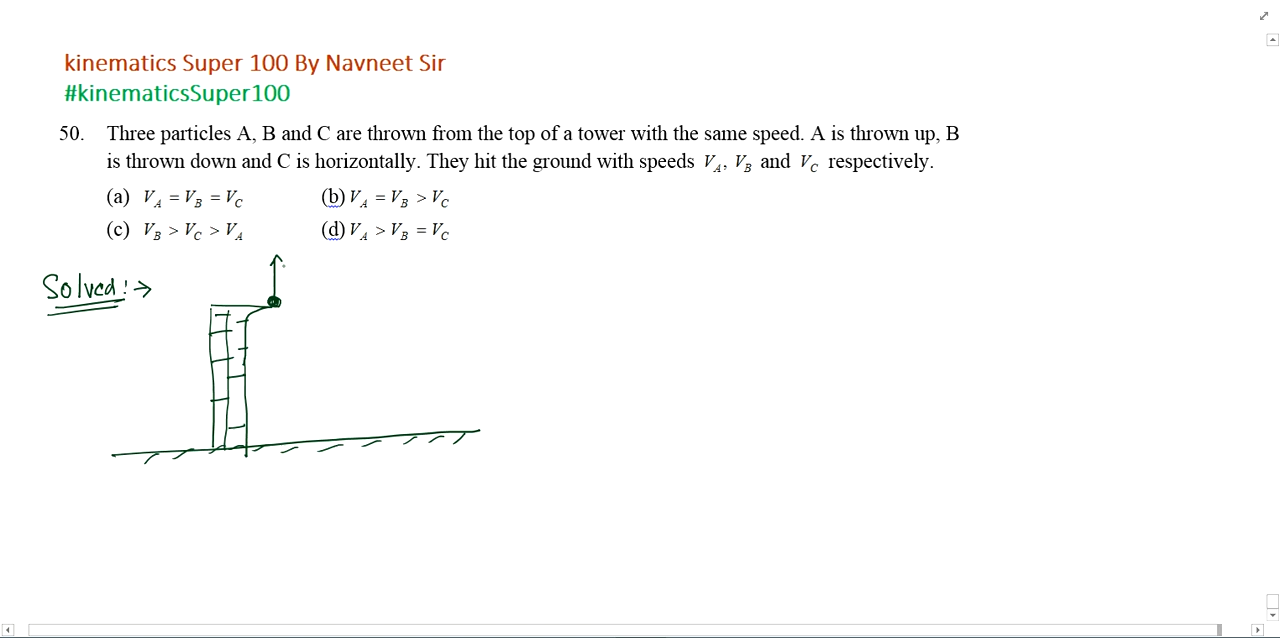 kinematics Super 100 By Navneet Sir
#kinematicsSuper100
50. Three particles A, B and C are thrown from the top of a tower with the same speed. A is thrown up, B
is thrown down and C is horizontally. They hit the ground with speeds V_A, V_B and V_C respectively.
(a) V_A = V_B = V_C (b) V_A = V_B > V_C
(c) V_B > V_C > V_A (d) V_A > V_B = V_C
Solved :→